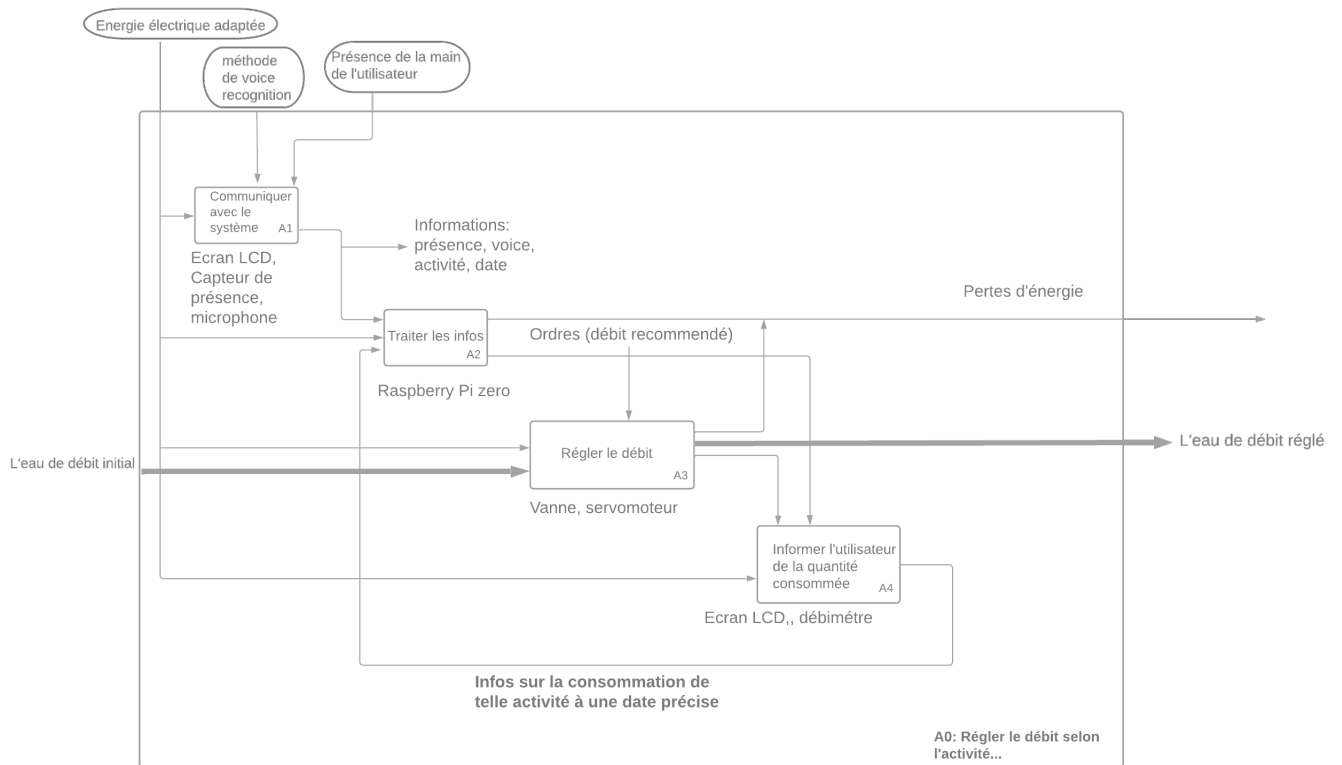 Energie électrique adaptée
méthode
de voice
recognition
Présence de la main
de l'utilisateur
Communiquer
avec le
système
A1
Ecran LCD,
Capteur de
présence,
microphone
Informations:
présence, voice,
activité, date
Pertes d'énergie
Traiter les infos
A2
Ordres (débit recommendé)
Raspberry Pi zero
L'eau de débit initial
Régler le débit
A3
L'eau de débit réglé
Vanne, servomoteur
Informer l'utilisateur
de la quantité
consommée
A4
Ecran LCD,, débimétre
Infos sur la consommation de
telle activité à une date précise
A0: Régler le débit selon
l'activité...